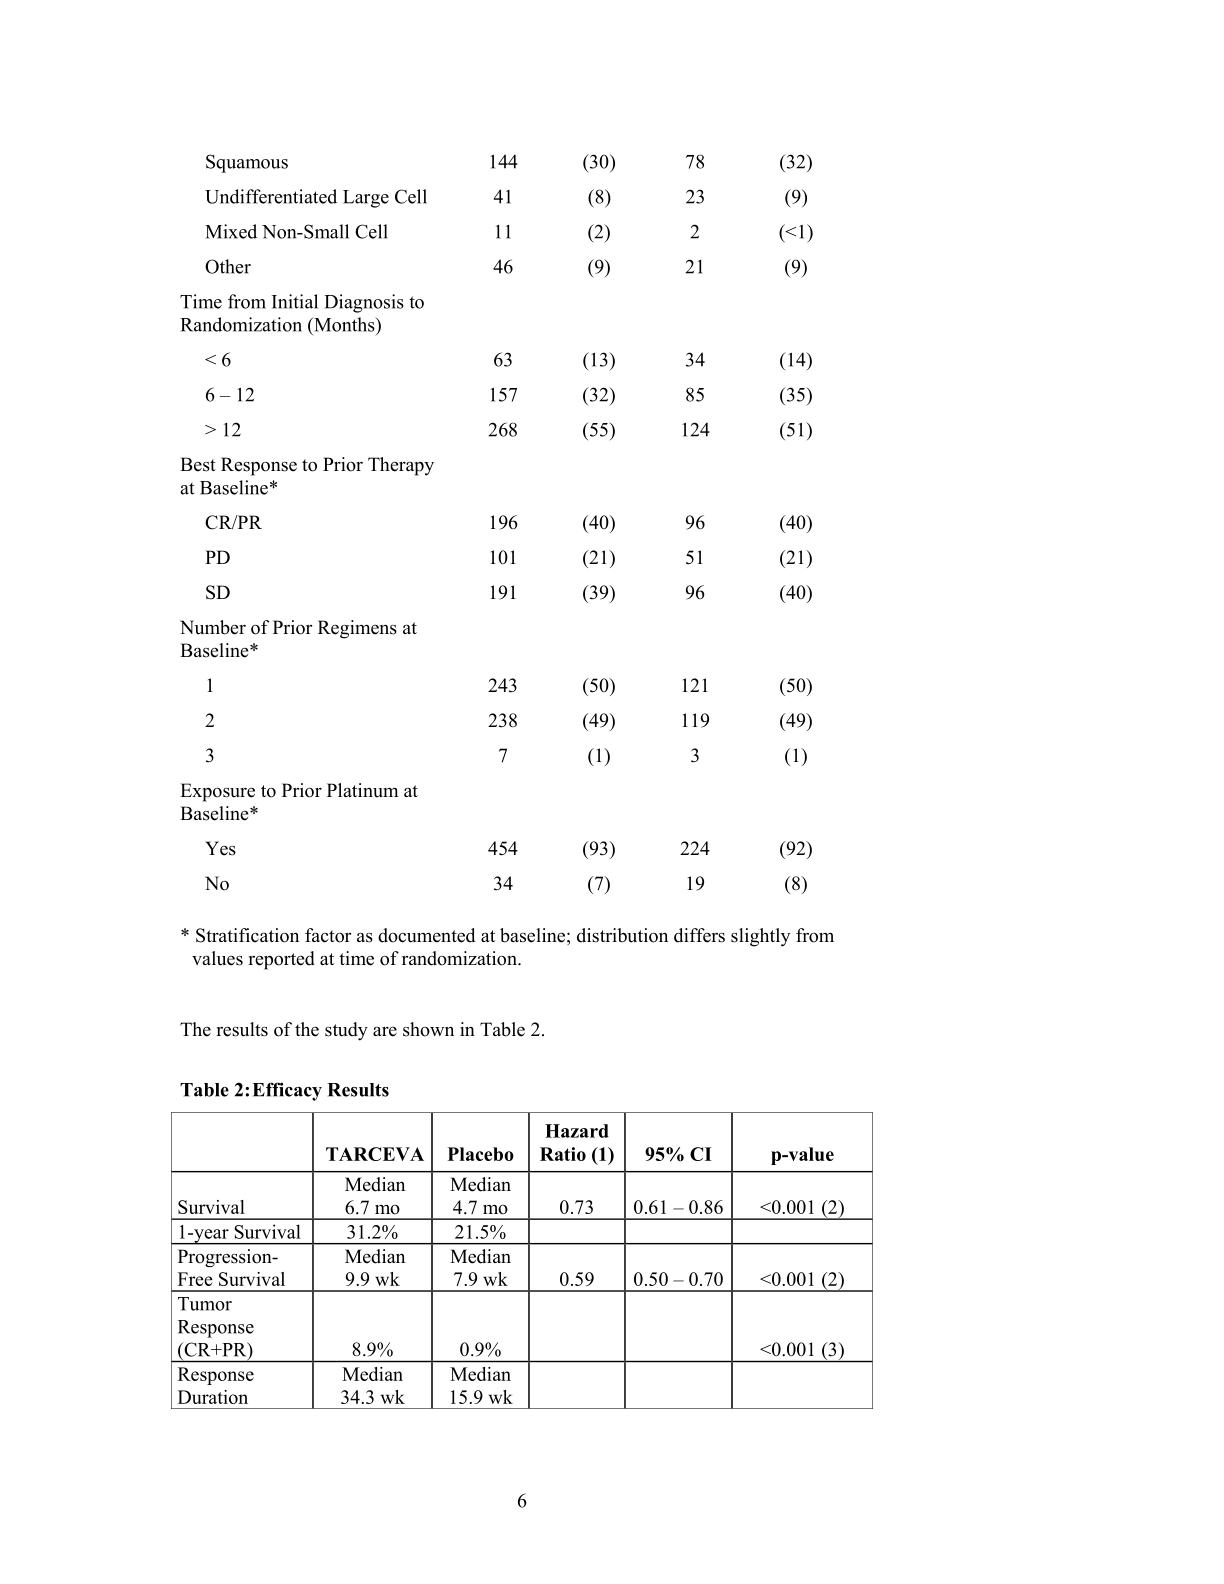 Squamous 144 (30) 78 (32)
Undifferentiated Large Cell 41 (8) 23 (9)
Mixed Non-Small Cell 11 (2) 2 (<1)
Other 46 (9) 21 (9)
Time from Initial Diagnosis to
Randomization (Months)
< 6 63 (13) 34 (14)
6 – 12 157 (32) 85 (35)
> 12 268 (55) 124 (51)
Best Response to Prior Therapy
at Baseline*
CR/PR 196 (40) 96 (40)
PD 101 (21) 51 (21)
SD 191 (39) 96 (40)
Number of Prior Regimens at
Baseline*
1 243 (50) 121 (50)
2 238 (49) 119 (49)
3 7 (1) 3 (1)
Exposure to Prior Platinum at
Baseline*
Yes 454 (93) 224 (92)
No 34 (7) 19 (8)
* Stratification factor as documented at baseline; distribution differs slightly from
values reported at time of randomization.
The results of the study are shown in Table 2.
Table 2:Efficacy Results
Hazard
TARCEVA Placebo Ratio (1) 95% CI p-value
Median Median
Survival 6.7 mo 4.7 mo 0.73 0.61 – 0.86 <0.001 (2)
1-year Survival 31.2% 21.5%
Progression- Median Median
Free Survival 9.9 wk 7.9 wk 0.59 0.50 – 0.70 <0.001 (2)
Tumor
Response
(CR+PR) 8.9% 0.9% <0.001 (3)
Response Median Median
Duration 34.3 wk 15.9 wk
6